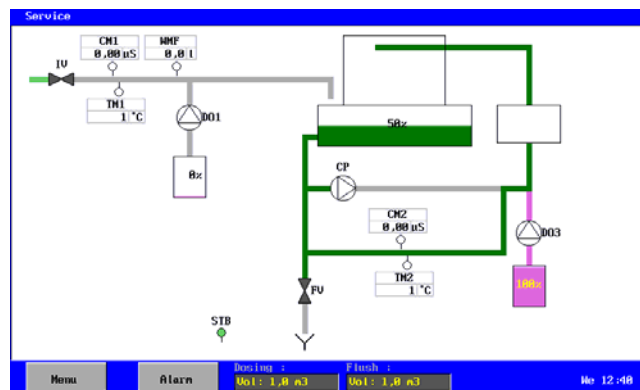 Service
CM1
0,00 µS
WMF
0,0 l
IV
TM1
1 °C
DO1
0%
50%
CP
CM2
0,00 µS
DO3
TM2
1 °C
100%
FV
STB
Menu
Alarm
Dosing :
Vol: 1,0 m3
Flush :
Vol: 1,0 m3
We 12:40